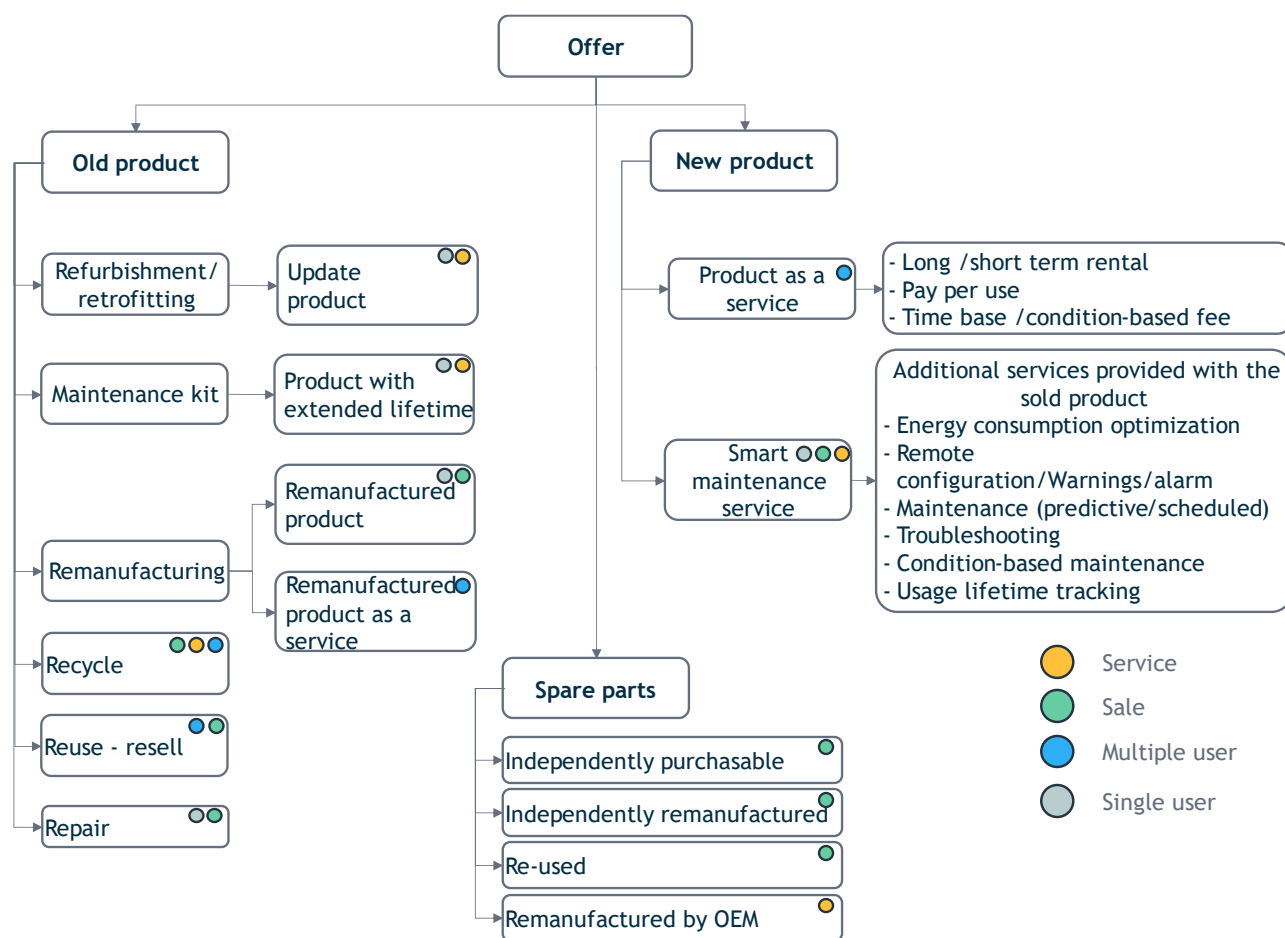 Offer
Old product
New product
Refurbishment/
retrofitting
Update
product
Maintenance kit
Product with
extended lifetime
Remanufacturing
Remanufactured
product
Remanufactured
product as a
service
Recycle
Reuse - resell
Repair
Product as a
service
- Long /short term rental
- Pay per use
- Time base /condition-based fee
Smart
maintenance
service
Additional services provided with the
sold product
- Energy consumption optimization
- Remote
configuration/Warnings/alarm
- Maintenance (predictive/scheduled)
- Troubleshooting
- Condition-based maintenance
- Usage lifetime tracking
Spare parts
Independently purchasable
Independently remanufactured
Re-used
Remanufactured by OEM
Service
Sale
Multiple user
Single user